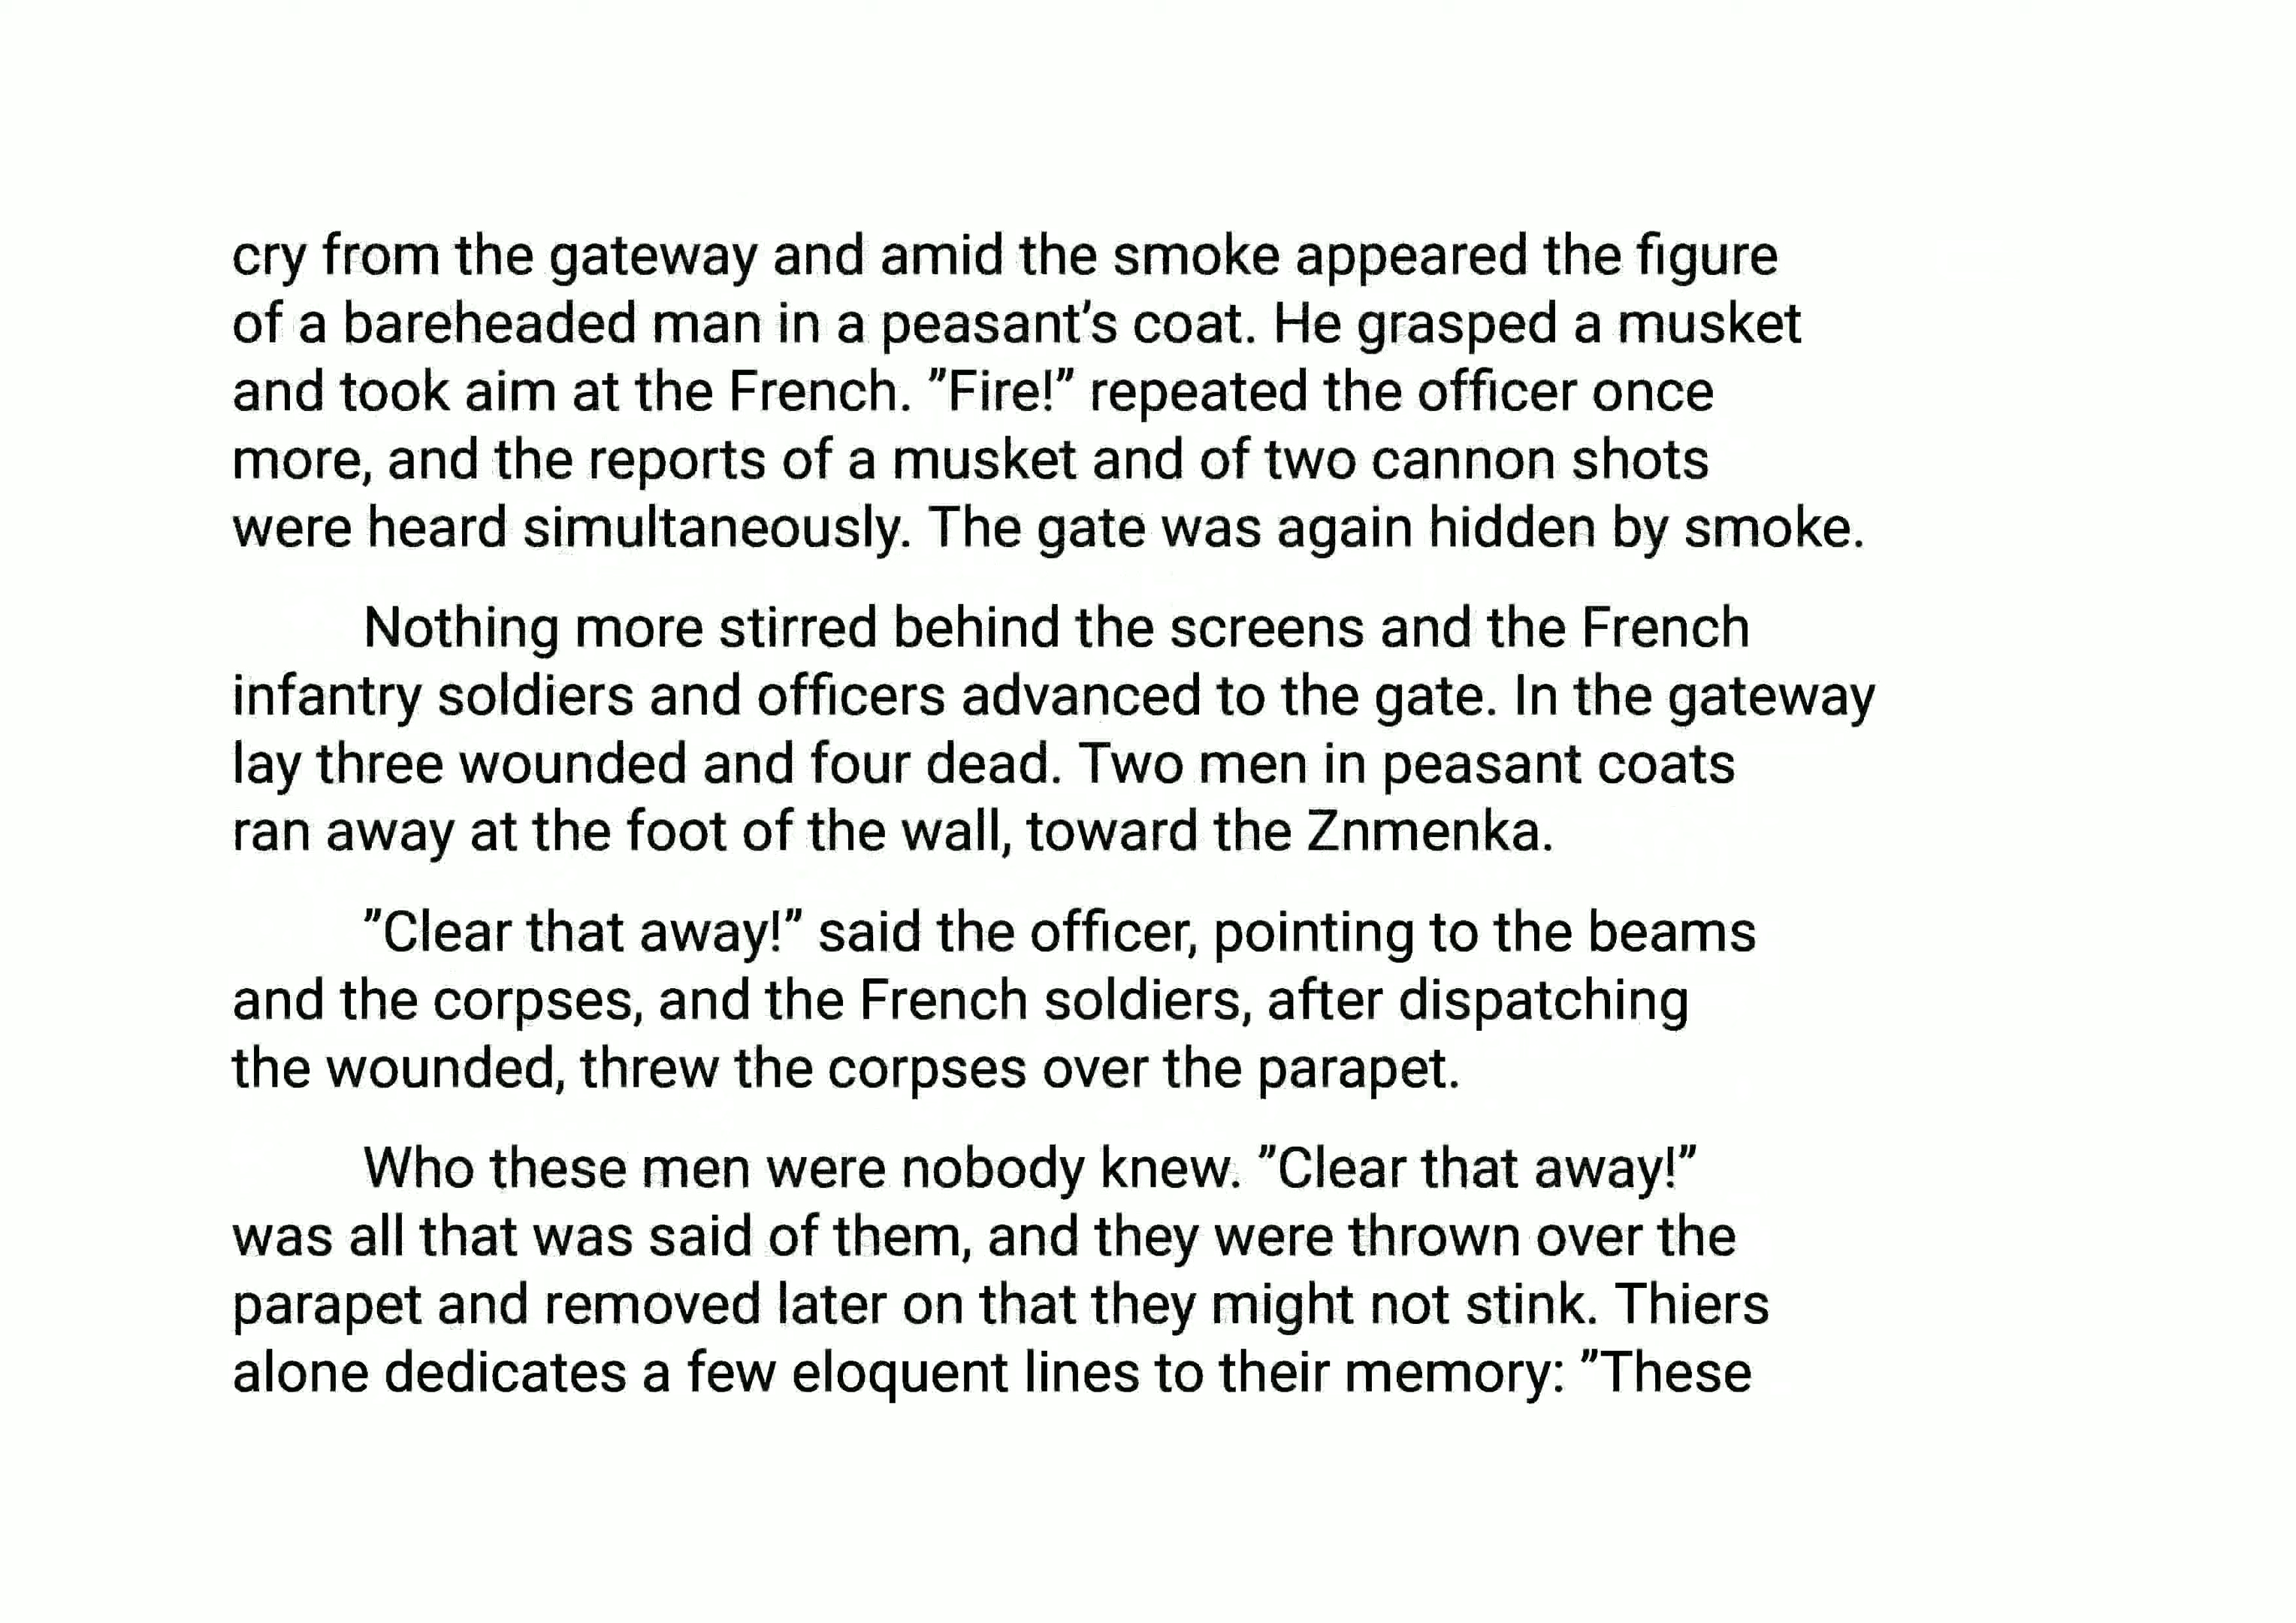 cry from the gateway and amid the smoke appeared the figure
of a bareheaded man in a peasant's coat. He grasped a musket
and took aim at the French. ”Fire!” repeated the officer once
more, and the reports of a musket and of two cannon shots
were heard simultaneously. The gate was again hidden by smoke.
Nothing more stirred behind the screens and the French
infantry soldiers and officers advanced to the gate. In the gateway
lay three wounded and four dead. Two men in peasant coats
ran away at the foot of the wall, toward the Znmenka.
”Clear that away!” said the officer, pointing to the beams
and the corpses, and the French soldiers, after dispatching
the wounded, threw the corpses over the parapet.
Who these men were nobody knew. ”Clear that away!”
was all that was said of them, and they were thrown over the
parapet and removed later on that they might not stink. Thiers
alone dedicates a few eloquent lines to their memory: ”These